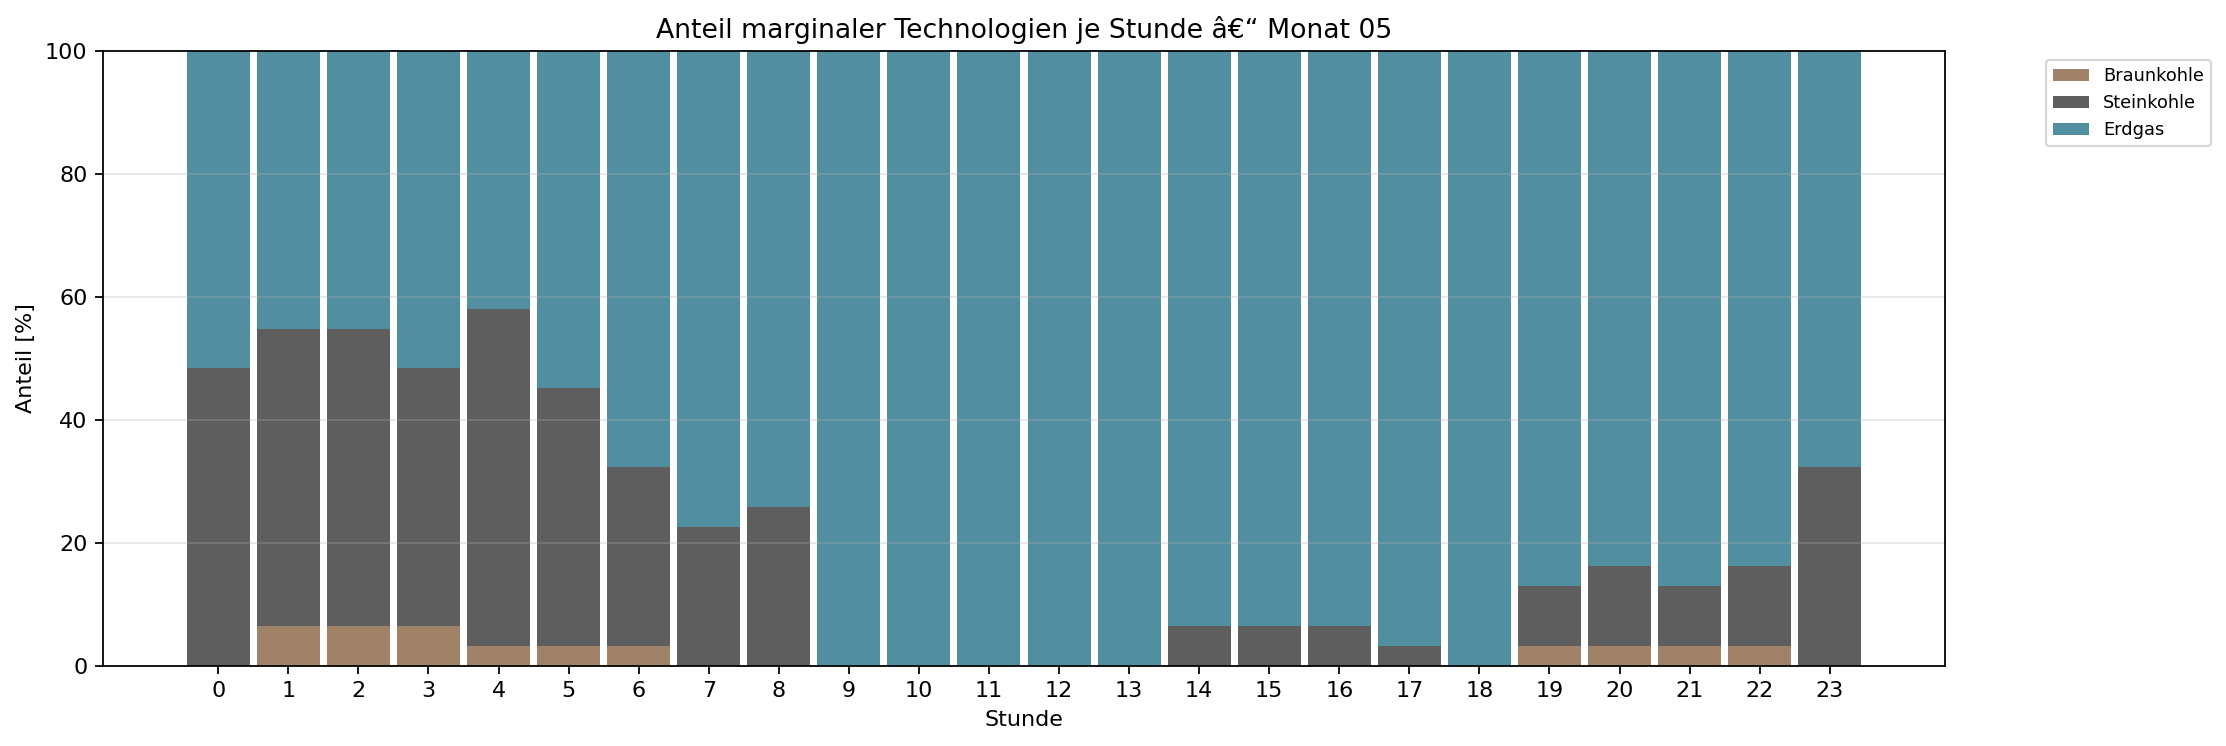 Anteil marginaler Technologien je Stunde â€“ Monat 05
Braunkohle
Steinkohle
Erdgas
Anteil [%]
100
80
60
40
20
0
0 1 2 3 4 5 6 7 8 9 10 11 12 13 14 15 16 17 18 19 20 21 22 23
Stunde